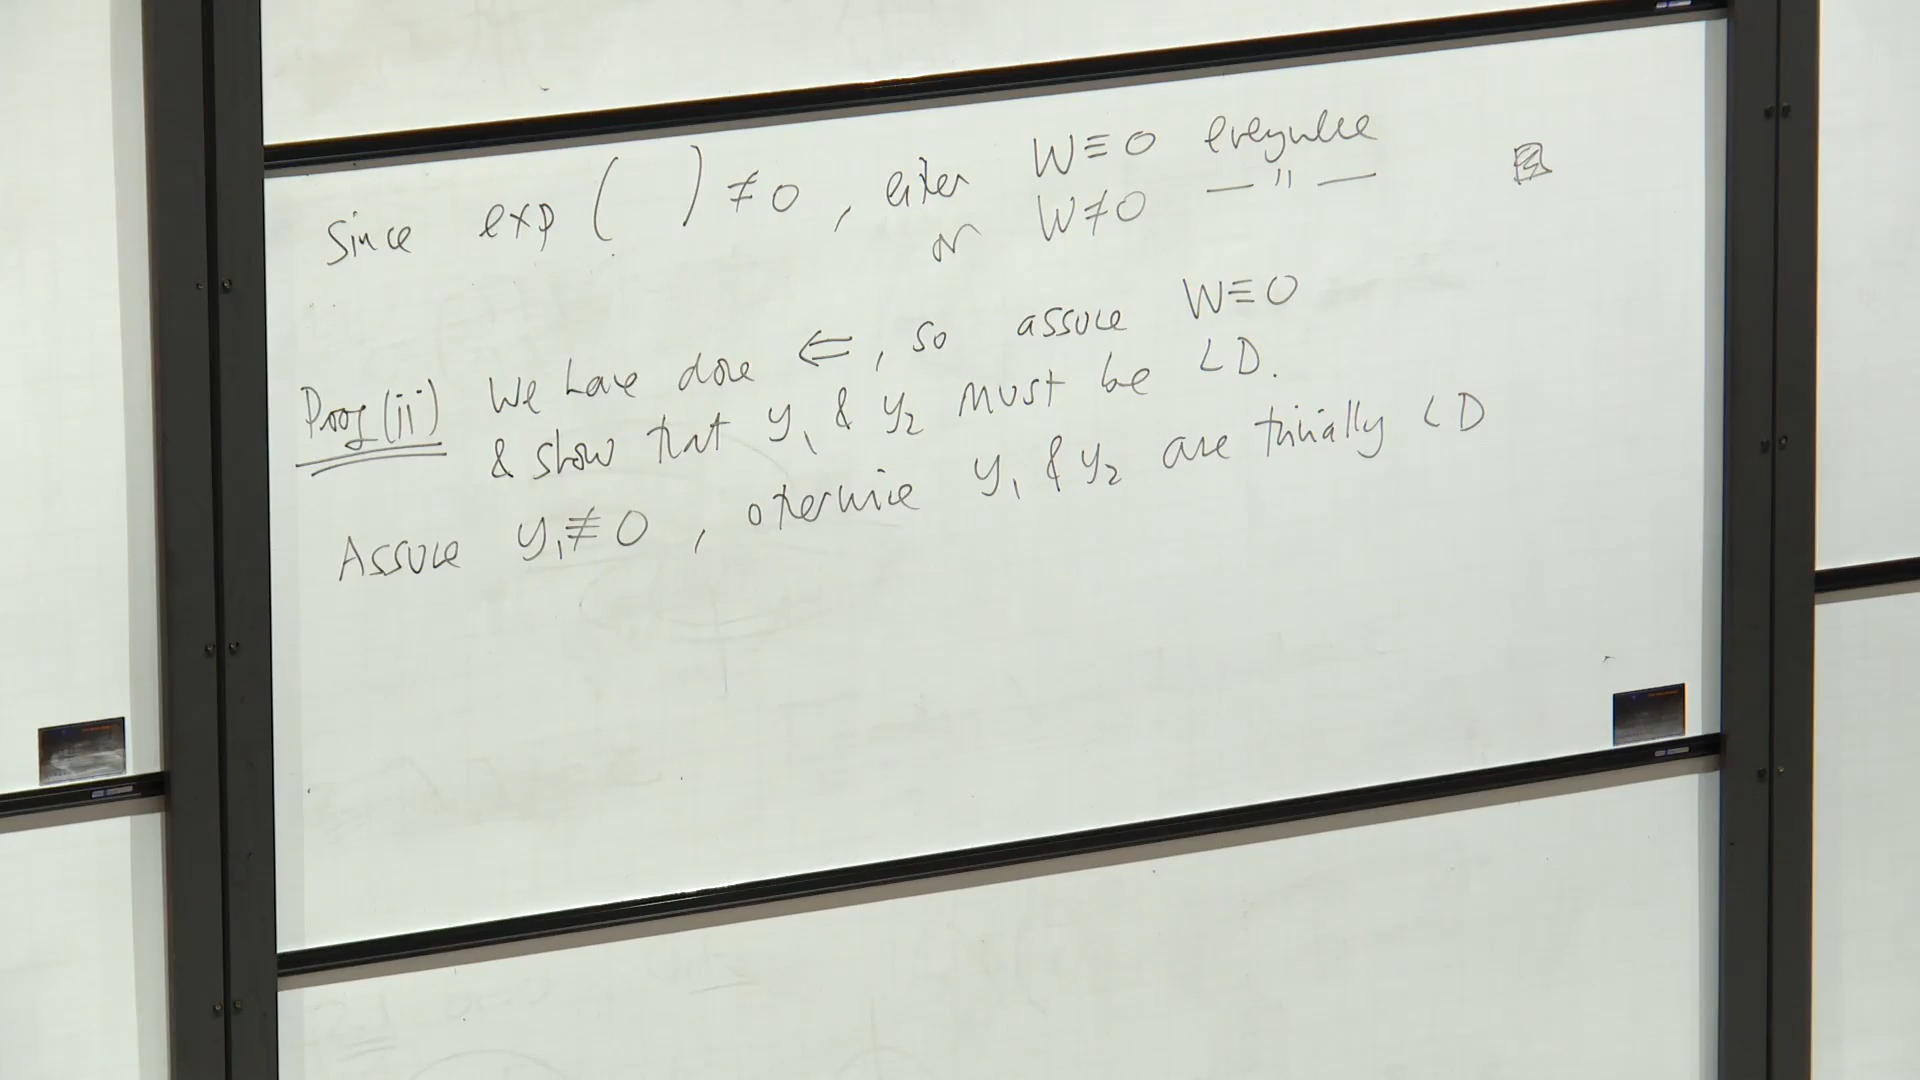 Since exp ( ) ≠ 0 , either W ≡ 0 everywhere
or W ≠ 0 — " —
Proof (ii) We have done ⇐ , so assume W ≡ 0
& show that y₁ & y₂ must be LD.
Assume y₁ ≢ 0 , otherwise y₁ & y₂ are trivially LD